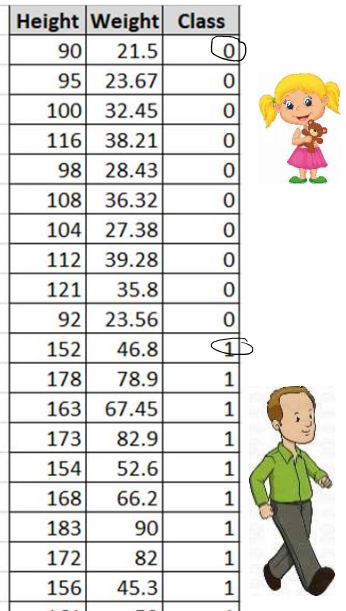 Height Weight Class
90 21.5 0
95 23.67 0
100 32.45 0
116 38.21 0
98 28.43 0
108 36.32 0
104 27.38 0
112 39.28 0
121 35.8 0
92 23.56 0
152 46.8 1
178 78.9 1
163 67.45 1
173 82.9 1
154 52.6 1
168 66.2 1
183 90 1
172 82 1
156 45.3 1